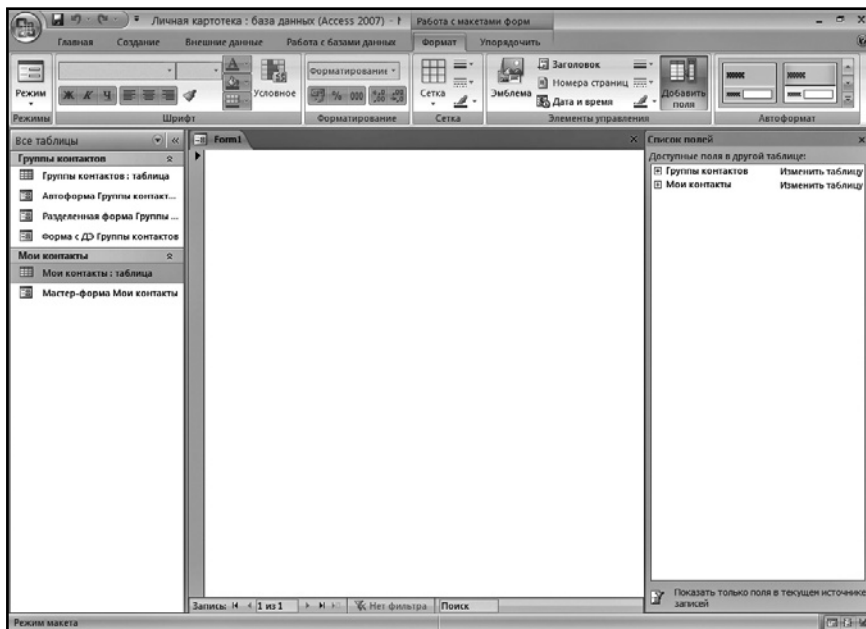 Личная картотека : база данных (Access 2007) - М
Работа с макетами форм
Главная Создание Внешние данные Работа с базами данных Формат Упорядочить
Режим
Ж К Ч
Условное
Форматирование
% 000
Сетка
Эмблема
Заголовок
Номера страниц
Дата и время
Добавить поля
Режимы Шрифт Форматирование Сетка Элементы управления Автоформат
Все таблицы
Группы контактов
Группы контактов : таблица
Автоформа Группы контакт...
Разделенная форма Группы ...
Форма с ДЭ Группы контактов
Мои контакты
Мои контакты : таблица
Мастер-форма Мои контакты
Form1
Список полей
Доступные поля в другой таблице:
Группы контактов Изменить таблицу
Мои контакты Изменить таблицу
Показать только поля в текущем источнике
записей
Запись: 1 из 1 Нет фильтра Поиск
Режим макета